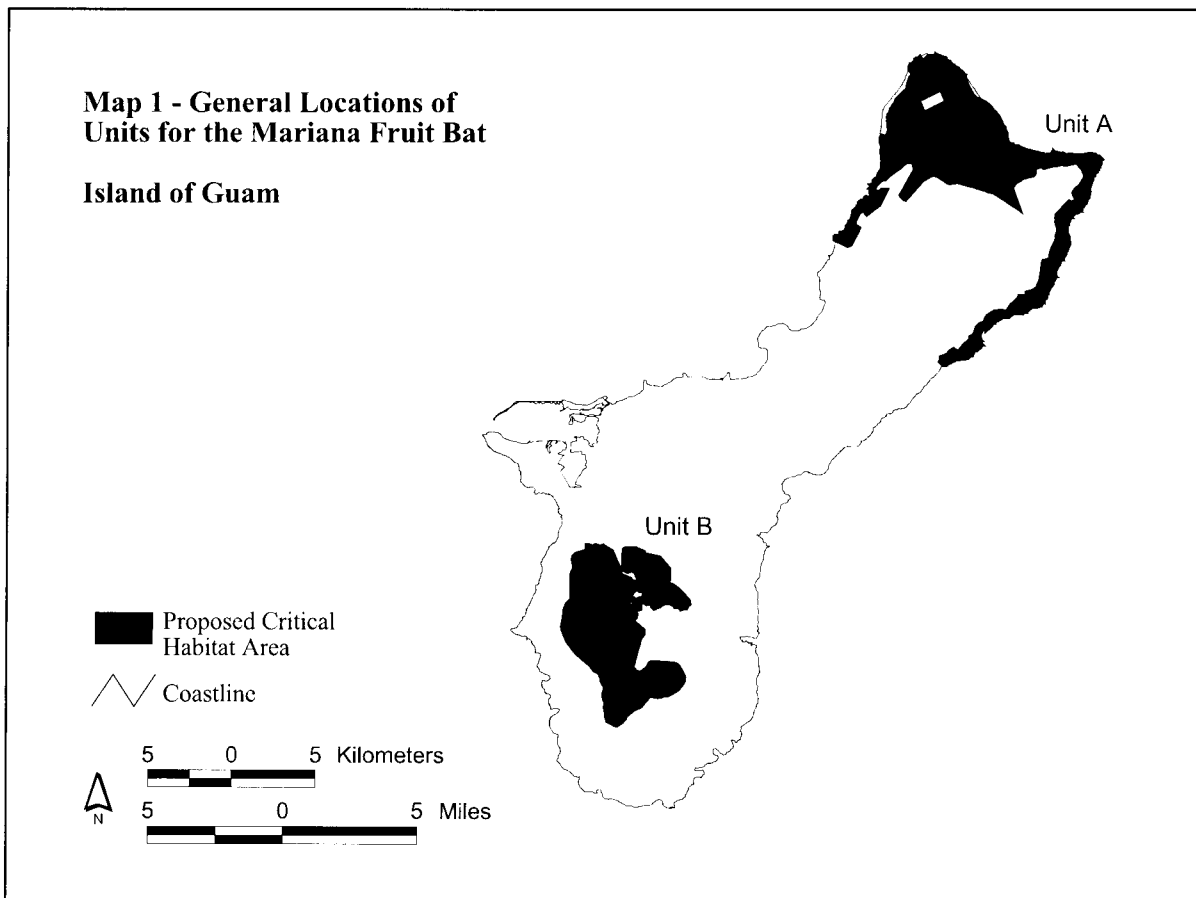 Map 1 - General Locations of
Units for the Mariana Fruit Bat
Island of Guam
Unit A
Unit B
Proposed Critical
Habitat Area
Coastline
5 0 5 Kilometers
5 0 5 Miles
N